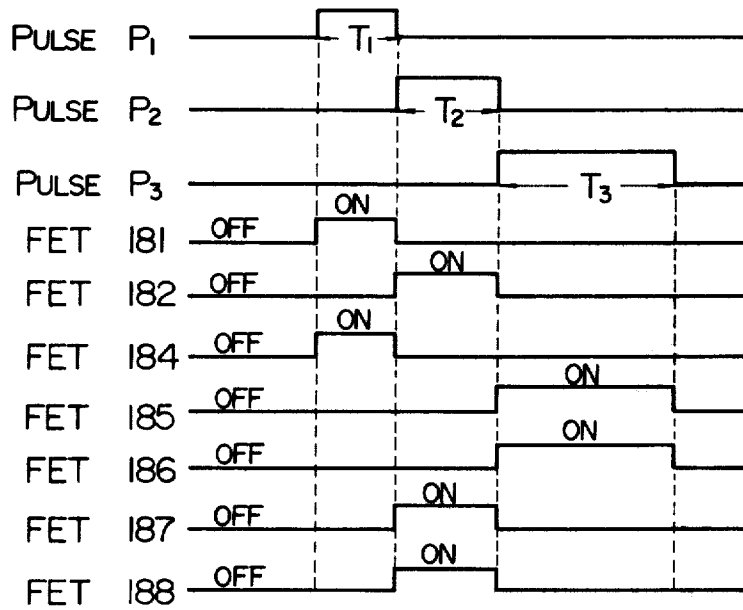 PULSE P1 T1
PULSE P2 T2
PULSE P3 T3
FET 181 OFF ON
FET 182 OFF ON
FET 184 OFF ON
FET 185 OFF ON
FET 186 OFF ON
FET 187 OFF ON
FET 188 OFF ON